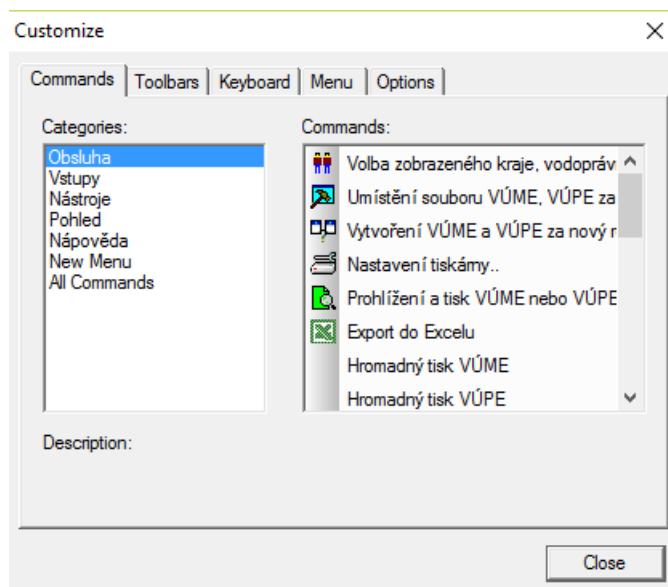 Customize
Commands
Toolbars
Keyboard
Menu
Options
Categories:
Obsluha
Vstupy
Nástroje
Pohled
Nápověda
New Menu
All Commands
Commands:
Volba zobrazeného kraje, vodopráv
Umístění souboru VÚME, VÚPE za
Vytvoření VÚME a VÚPE za nový r
Nastavení tiskárny..
Prohlížení a tisk VÚME nebo VÚPE
Export do Excelu
Hromadný tisk VÚME
Hromadný tisk VÚPE
Description:
Close